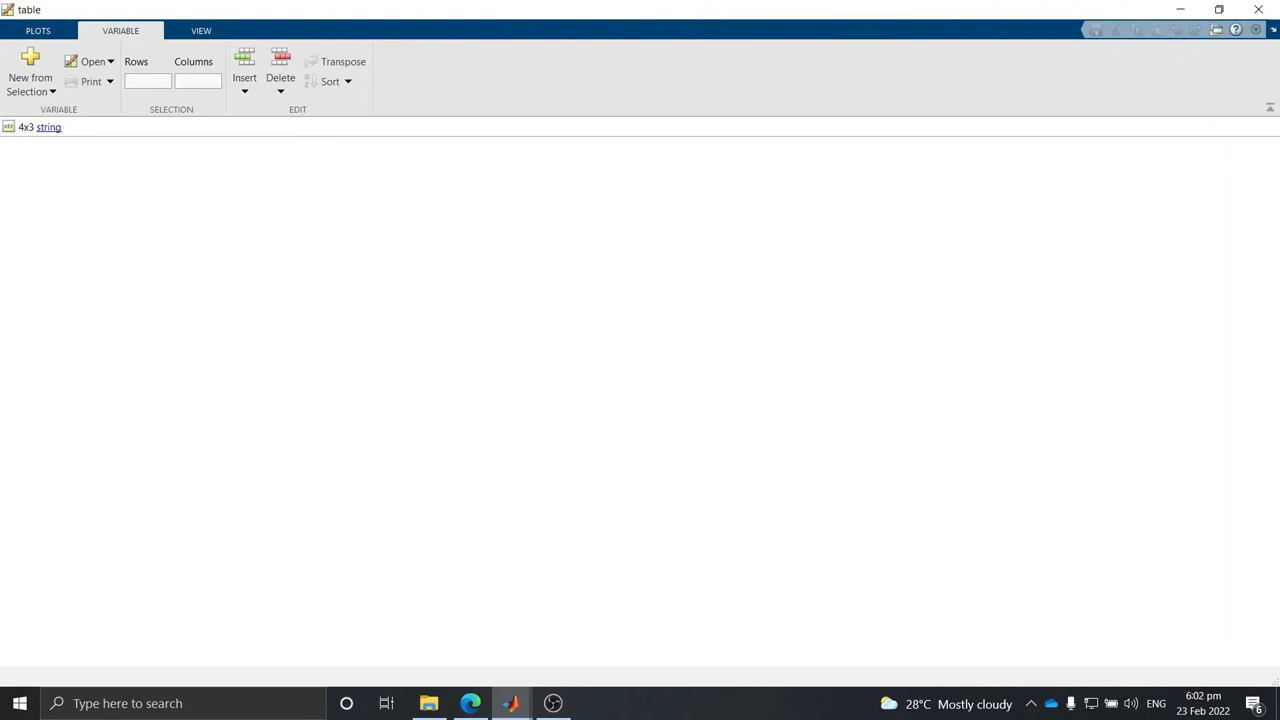 table
PLOTS VARIABLE VIEW
New from Selection
Open
Print
Rows Columns
Insert
Delete
Transpose
Sort
VARIABLE SELECTION EDIT
4x3 string
Type here to search
28°C Mostly cloudy
ENG
6:02 pm
23 Feb 2022
6